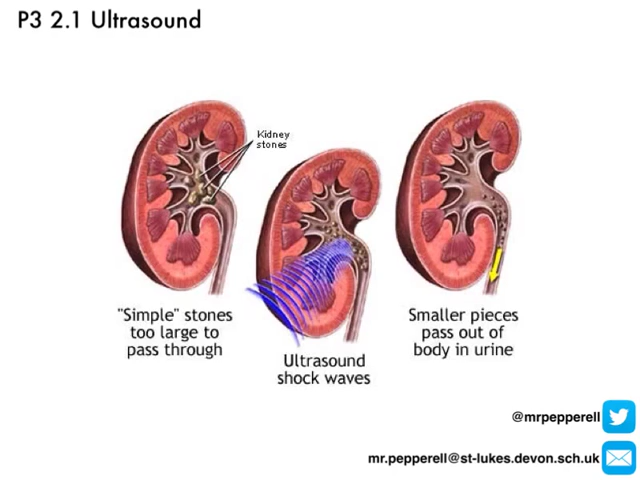 P3 2.1 Ultrasound
Kidney
stones
"Simple" stones
too large to
pass through
Ultrasound
shock waves
Smaller pieces
pass out of
body in urine
@mrpepperell
mr.pepperell@st-lukes.devon.sch.uk